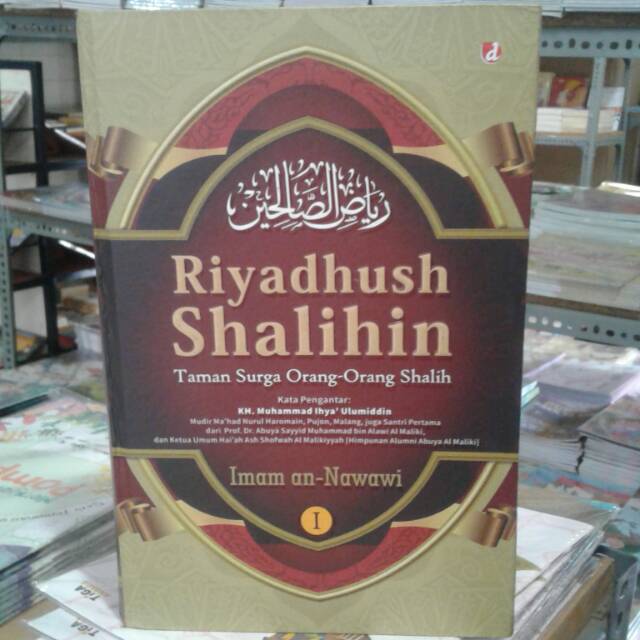 d
رياض الصالحين
Riyadhush
Shalihin
Taman Surga Orang-Orang Shalih
Kata Pengantar:
KH. Muhammad Ihya' Ulumiddin
Mudir Ma'had Nurul Haromain, Pujon, Malang, juga Santri Pertama
dari Prof. Dr. Abuya Sayyid Muhammad bin Alawi Al Maliki,
dan Ketua Umum Hai'ah Ash Shofwah Al Malikiyyah (Himpunan Alumni Abuya Al Maliki)
Imam an-Nawawi
I
TIGA